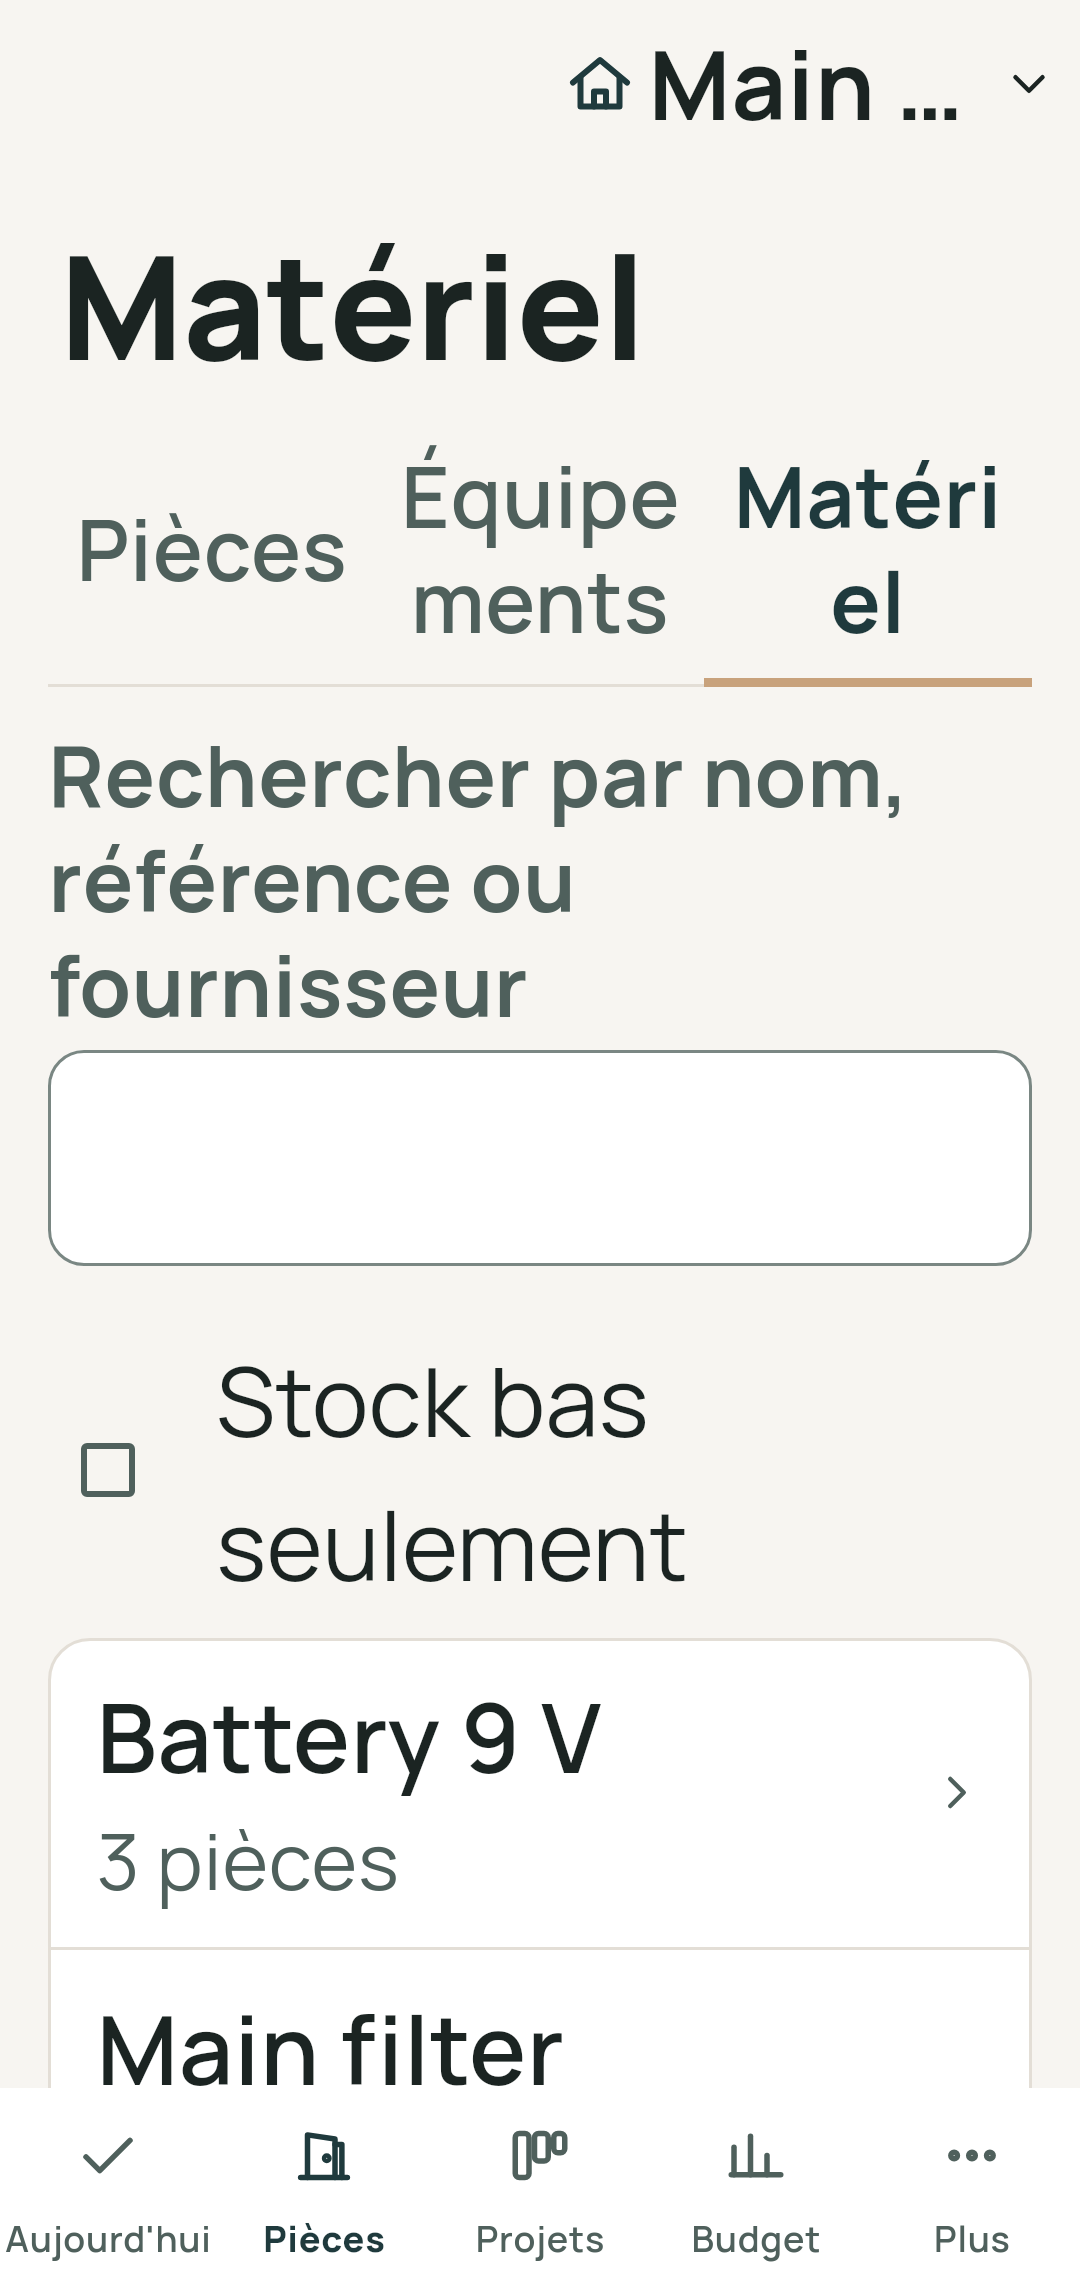 Main ...
Matériel
Pièces
Équipe
ments
Matéri
el
Rechercher par nom,
référence ou
fournisseur
Stock bas
seulement
Battery 9 V
3 pièces
Main filter
Aujourd'hui
Pièces
Projets
Budget
Plus